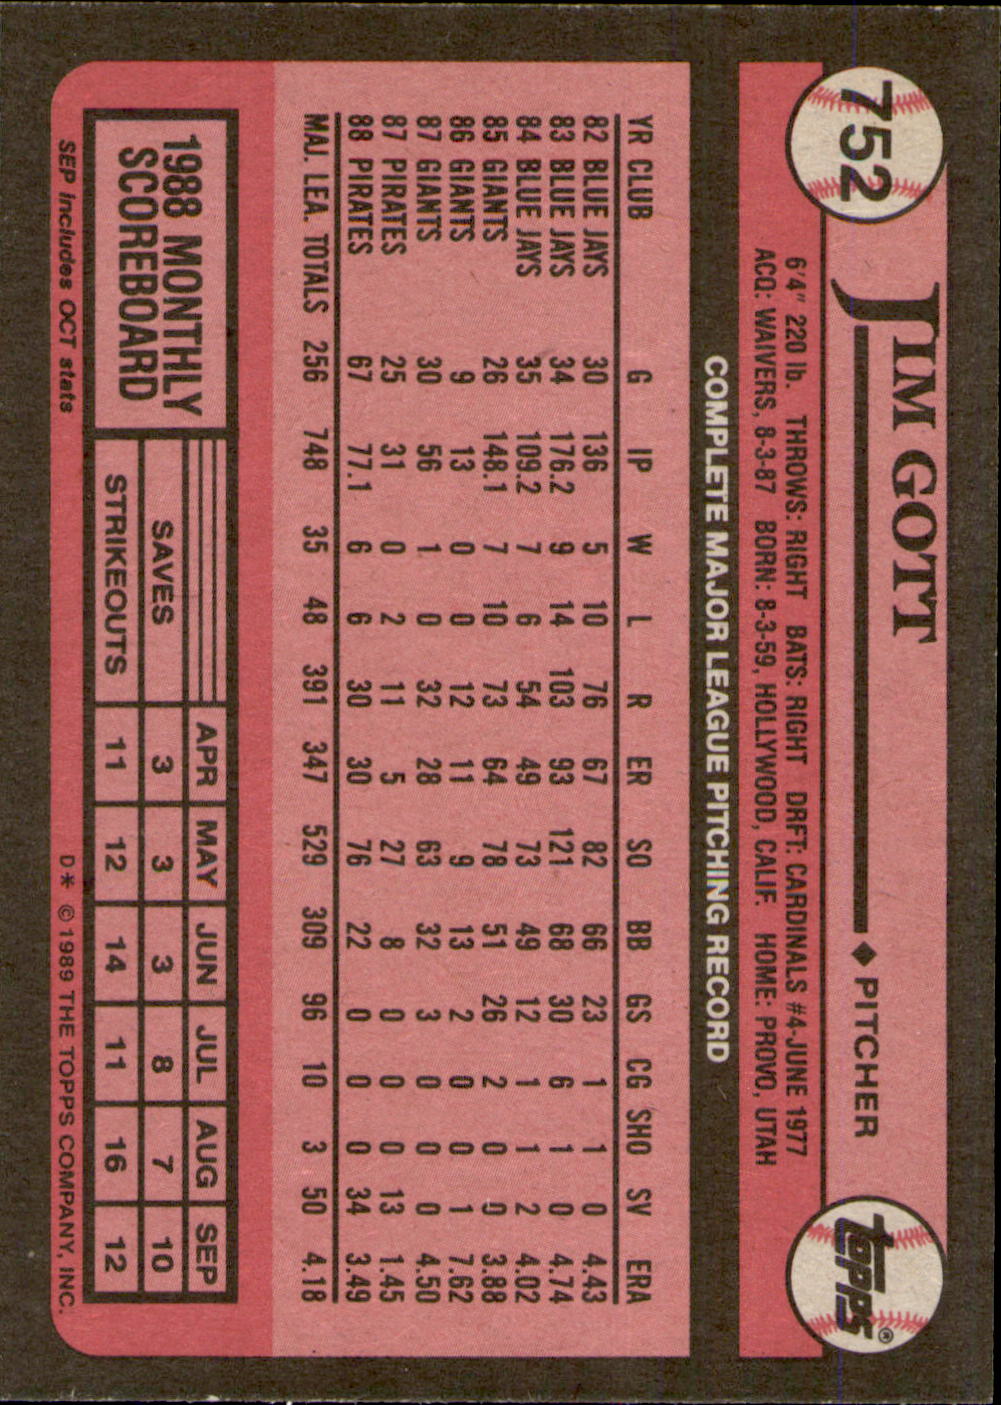 752
JIM GOTT ◆ PITCHER
topps®
6'4" 220 lb. THROWS: RIGHT BATS: RIGHT DRFT: CARDINALS #4-JUNE 1977
ACQ: WAIVERS, 8-3-87 BORN: 8-3-59, HOLLYWOOD, CALIF. HOME: PROVO, UTAH
COMPLETE MAJOR LEAGUE PITCHING RECORD
YR CLUB G IP W L R ER SO BB GS CG SHO SV ERA
82 BLUE JAYS 30 136 5 10 76 67 82 66 23 1 1 0 4.43
83 BLUE JAYS 34 176.2 9 14 103 93 121 68 30 6 1 0 4.74
84 BLUE JAYS 35 109.2 7 6 54 49 73 49 12 1 1 2 4.02
85 GIANTS 26 148.1 7 10 73 64 78 51 26 2 0 0 3.88
86 GIANTS 9 13 0 0 12 11 9 13 2 0 0 1 7.62
87 GIANTS 30 56 1 0 32 28 63 32 3 0 0 0 4.50
87 PIRATES 25 31 0 2 11 5 27 8 0 0 0 13 1.45
88 PIRATES 67 77.1 6 6 30 30 76 22 0 0 0 34 3.49
MAJ. LEA. TOTALS 256 748 35 48 391 347 529 309 96 10 3 50 4.18
1988 MONTHLY
SCOREBOARD
APR MAY JUN JUL AUG SEP
SAVES 3 3 3 8 7 10
STRIKEOUTS 11 12 14 11 16 12
SEP includes OCT stats
D* © 1989 THE TOPPS COMPANY, INC.